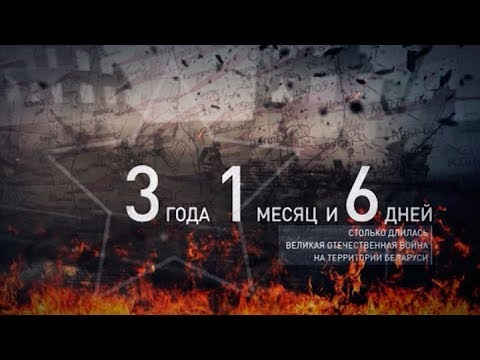 3 ГОДА 1 МЕСЯЦ И 6 ДНЕЙ
СТОЛЬКО ДЛИЛАСЬ
ВЕЛИКАЯ ОТЕЧЕСТВЕННАЯ ВОЙНА
НА ТЕРРИТОРИИ БЕЛАРУСИ